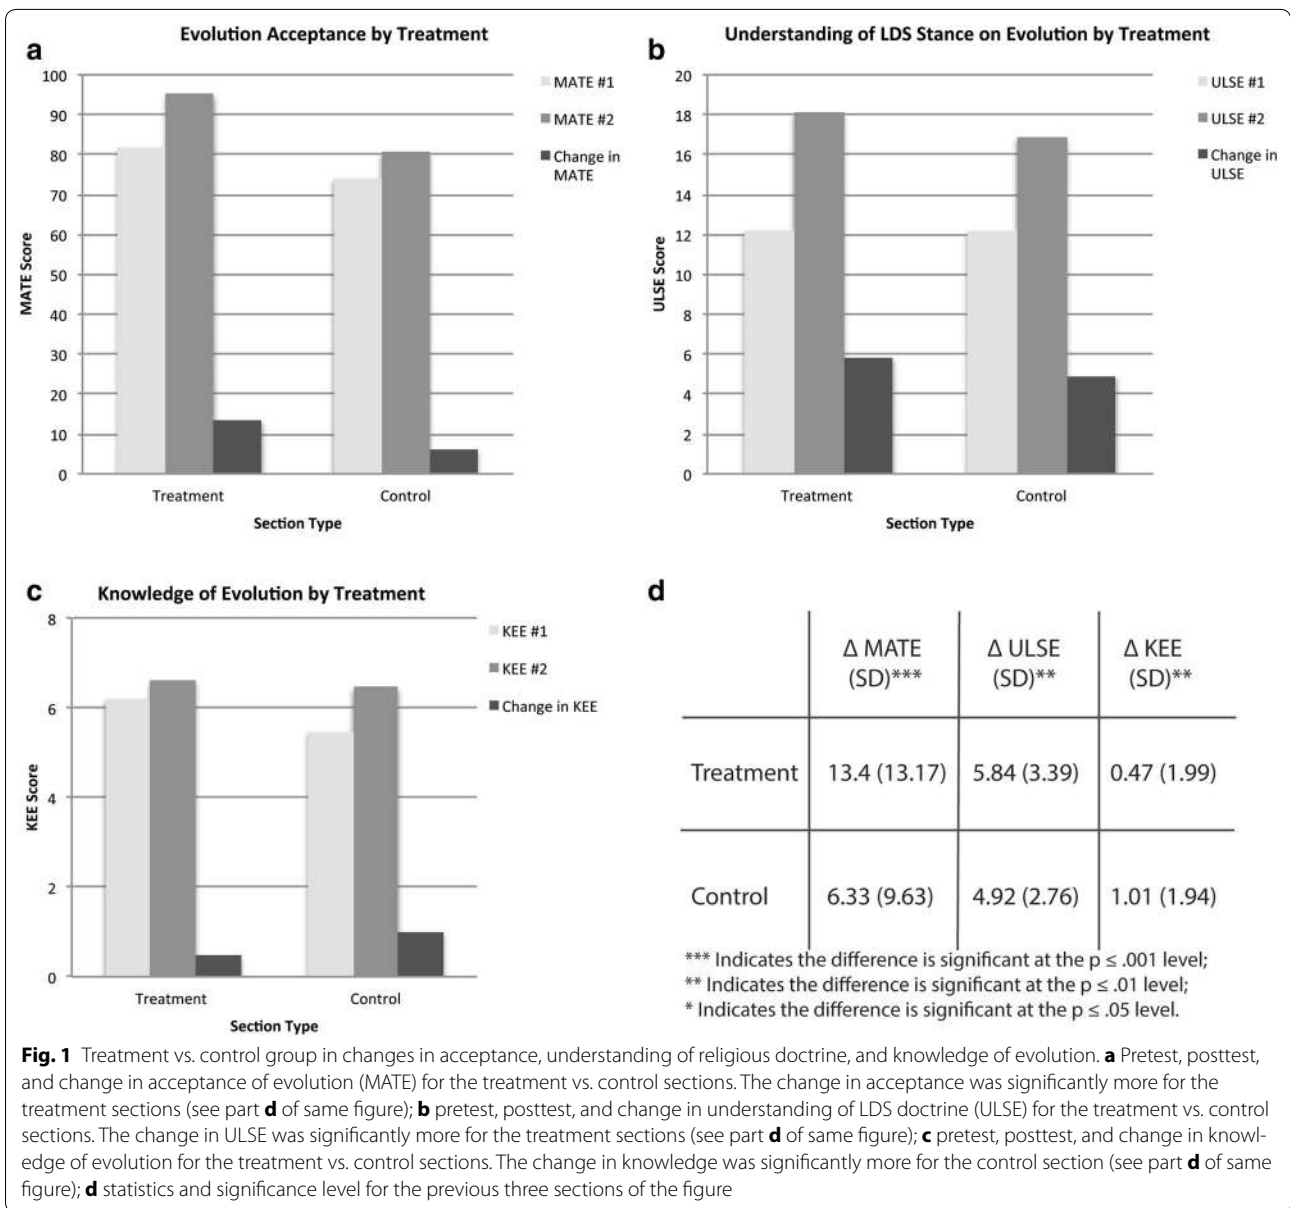 a
Evolution Acceptance by Treatment
100
90
80
70
60
50
40
30
20
10
0
MATE Score
Treatment
Control
Section Type
MATE #1
MATE #2
Change in
MATE
b
Understanding of LDS Stance on Evolution by Treatment
20
18
16
14
12
10
8
6
4
2
0
ULSE Score
Treatment
Control
Section Type
ULSE #1
ULSE #2
Change in
ULSE
c
Knowledge of Evolution by Treatment
8
6
4
2
0
KEE Score
Treatment
Control
Section Type
KEE #1
KEE #2
Change in KEE
d
Δ MATE Δ ULSE Δ KEE
(SD)*** (SD)** (SD)**
Treatment 13.4 (13.17) 5.84 (3.39) 0.47 (1.99)
Control 6.33 (9.63) 4.92 (2.76) 1.01 (1.94)
*** Indicates the difference is significant at the p ≤ .001 level;
** Indicates the difference is significant at the p ≤ .01 level;
* Indicates the difference is significant at the p ≤ .05 level.
Fig. 1 Treatment vs. control group in changes in acceptance, understanding of religious doctrine, and knowledge of evolution. a Pretest, posttest,
and change in acceptance of evolution (MATE) for the treatment vs. control sections. The change in acceptance was significantly more for the
treatment sections (see part d of same figure); b pretest, posttest, and change in understanding of LDS doctrine (ULSE) for the treatment vs. control
sections. The change in ULSE was significantly more for the treatment sections (see part d of same figure); c pretest, posttest, and change in knowl-
edge of evolution for the treatment vs. control sections. The change in knowledge was significantly more for the control section (see part d of same
figure); d statistics and significance level for the previous three sections of the figure